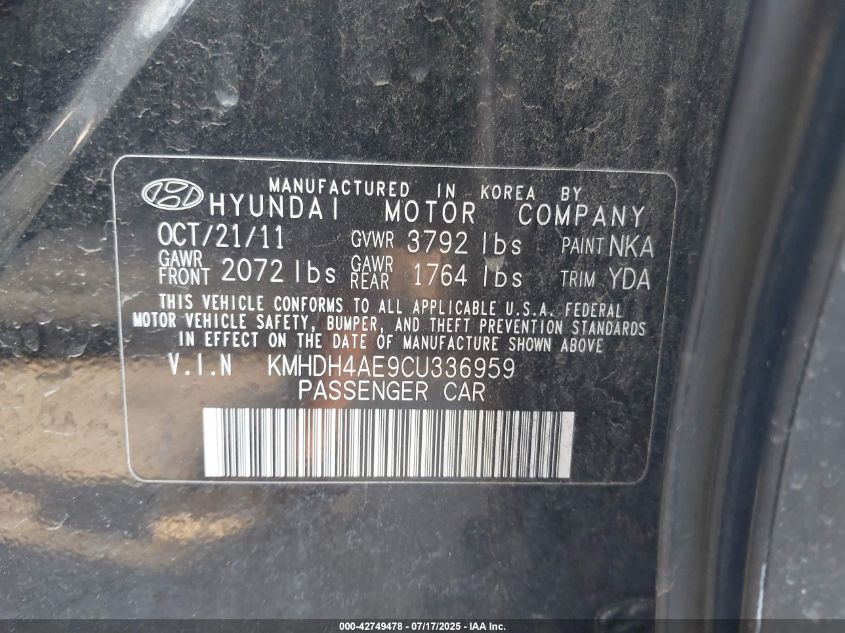 MANUFACTURED IN KOREA BY
HYUNDAI MOTOR COMPANY
OCT/21/11 GVWR 3792 lbs PAINT NKA
GAWR FRONT 2072 lbs GAWR REAR 1764 lbs TRIM YDA
THIS VEHICLE CONFORMS TO ALL APPLICABLE U.S.A. FEDERAL
MOTOR VEHICLE SAFETY, BUMPER, AND THEFT PREVENTION STANDARDS
IN EFFECT ON THE DATE OF MANUFACTURE SHOWN ABOVE
V.I.N KMHDH4AE9CU336959
PASSENGER CAR
000-42749478 - 07/17/2025 - IAA Inc.